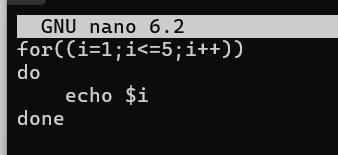 GNU nano 6.2
for((i=1;i<=5;i++))
do
    echo $i
done